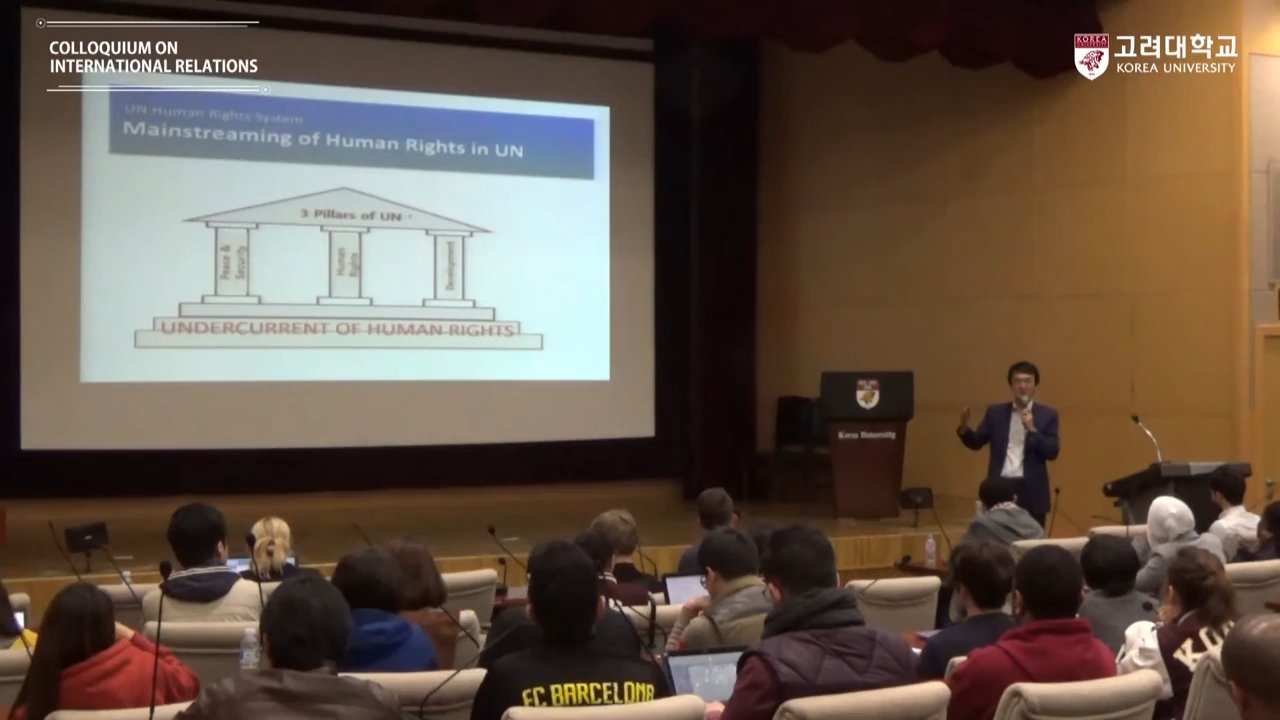 COLLOQUIUM ON
INTERNATIONAL RELATIONS
KOREA
고려대학교
KOREA UNIVERSITY
UN Human Rights System
Mainstreaming of Human Rights in UN
3 Pillars of UN
Peace &
Security
Human
Rights
Development
UNDERCURRENT OF HUMAN RIGHTS
Korea University
FC BARCELONA